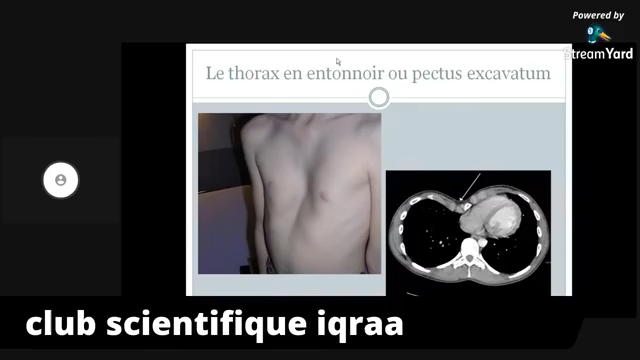 Powered by
StreamYard
Le thorax en entonnoir ou pectus excavatum
club scientifique iqraa